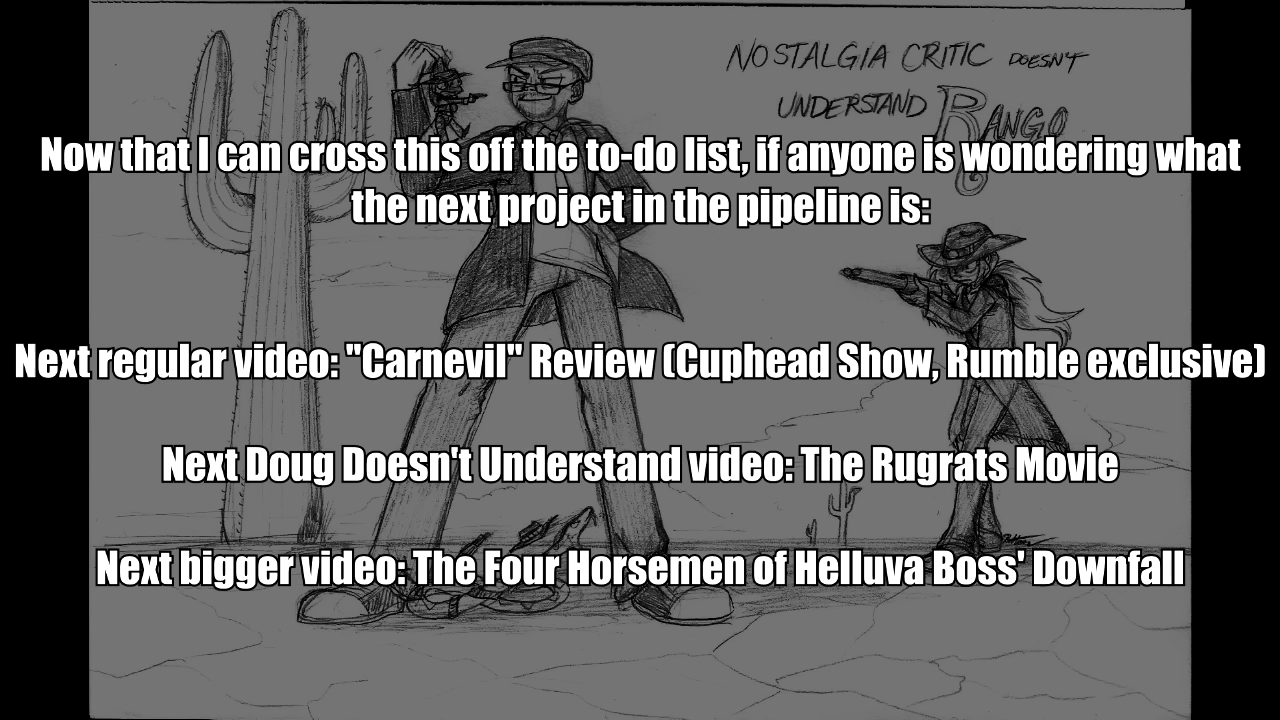 NOSTALGIA CRITIC DOESN'T
UNDERSTAND RANGO
Now that I can cross this off the to-do list, if anyone is wondering what
the next project in the pipeline is:
Next regular video: "Carnevil" Review (Cuphead Show, Rumble exclusive)
Next Doug Doesn't Understand video: The Rugrats Movie
Next bigger video: The Four Horsemen of Helluva Boss' Downfall